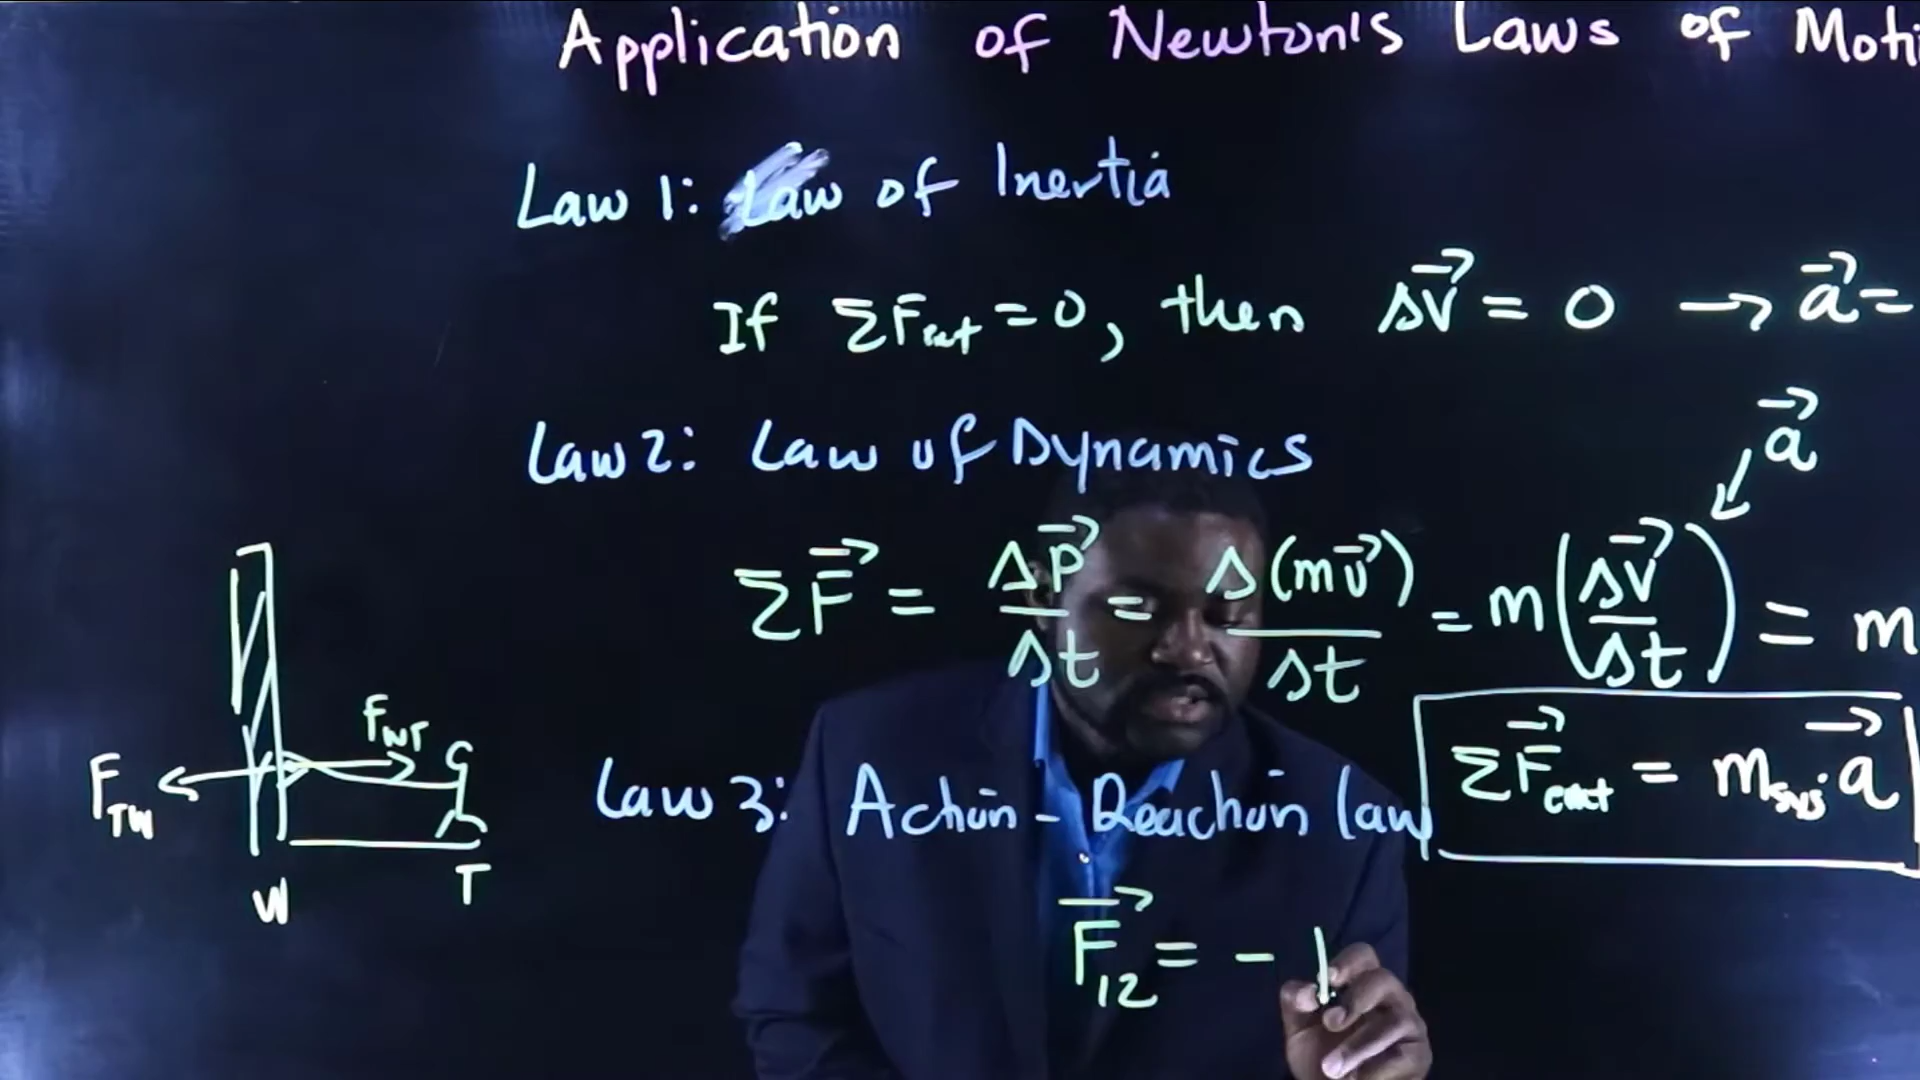 Application of Newton's Laws of Moti
Law 1: Law of Inertia
If ΣFext = 0, then Δv⃗ = 0 → a⃗ =
Law 2: Law of Dynamics
a⃗
ΣF⃗ = Δp⃗/Δt = Δ(mv⃗)/Δt = m(Δv⃗/Δt) = m
ΣF⃗ext = msys · a⃗
Law 3: Action - Reaction law
F⃗12 = -
FWT
FTW
W
T